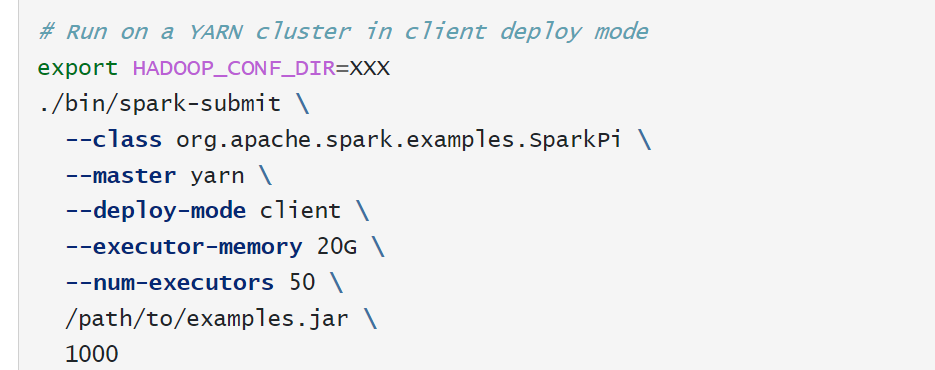 # Run on a YARN cluster in client deploy mode
export HADOOP_CONF_DIR=XXX
./bin/spark-submit \
  --class org.apache.spark.examples.SparkPi \
  --master yarn \
  --deploy-mode client \
  --executor-memory 20G \
  --num-executors 50 \
  /path/to/examples.jar \
  1000